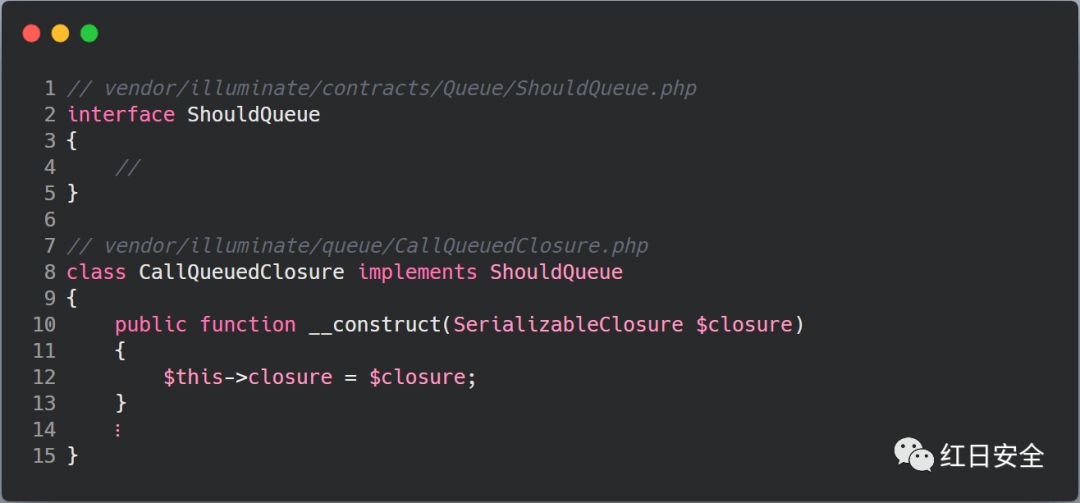 1 // vendor/illuminate/contracts/Queue/ShouldQueue.php
2 interface ShouldQueue
3 {
4     //
5 }
6
7 // vendor/illuminate/queue/CallQueuedClosure.php
8 class CallQueuedClosure implements ShouldQueue
9 {
10     public function __construct(SerializableClosure $closure)
11     {
12         $this->closure = $closure;
13     }
14     ⋮
15 }
红日安全